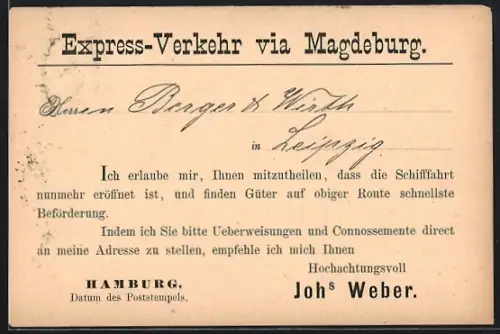 Express-Verkehr via Magdeburg.
Herren Berger & Wirth
in Leipzig.
Ich erlaube mir, Ihnen mitzutheilen, dass die Schifffahrt
nunmehr eröffnet ist, und finden Güter auf obiger Route schnellste
Beförderung.
Indem ich Sie bitte Ueberweisungen und Connossemente direct
an meine Adresse zu stellen, empfehle ich mich Ihnen
Hochachtungsvoll
HAMBURG,
Datum des Poststempels.
Johs Weber.